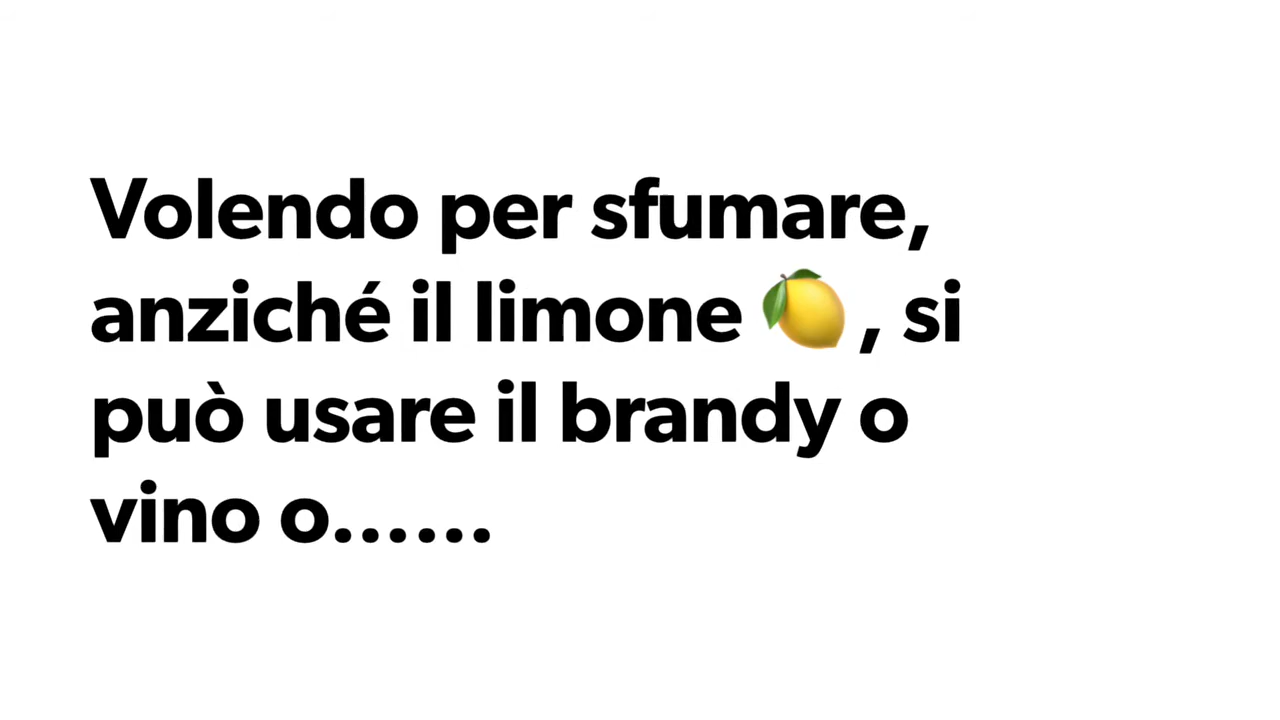 Volendo per sfumare,
anziché il limone 🍋, si
può usare il brandy o
vino o......